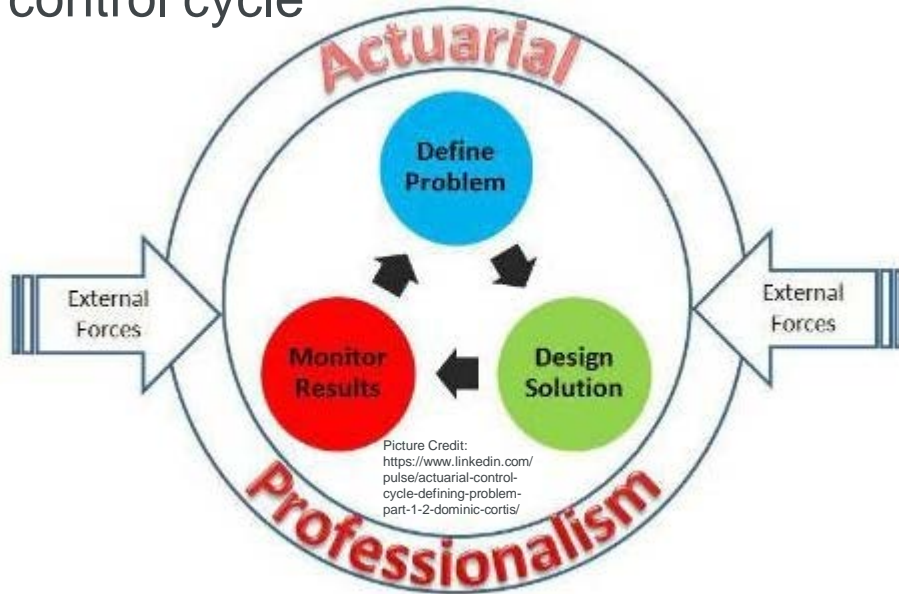 control cycle
Actuarial
Define
Problem
External
Forces
External
Forces
Monitor
Results
Design
Solution
Picture Credit:
https://www.linkedin.com/
pulse/actuarial-control-
cycle-defining-problem-
part-1-2-dominic-cortis/
Professionalism